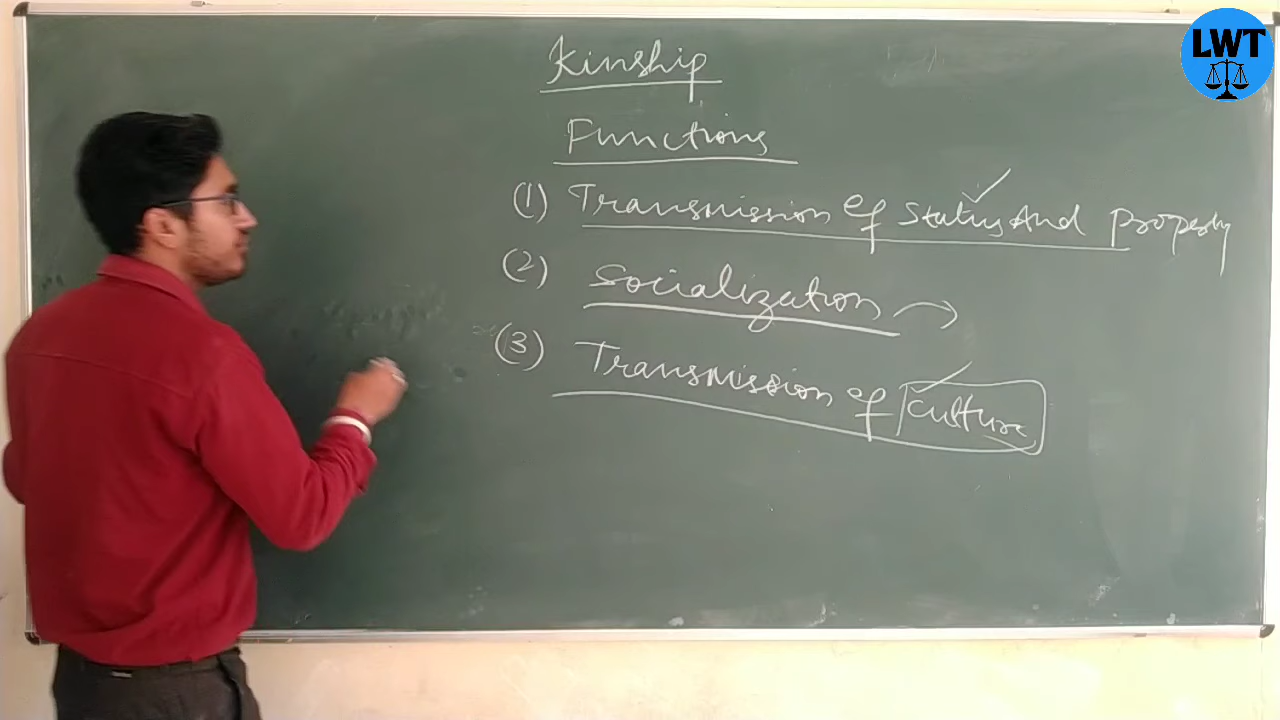 LWT
Kinship
Functions
(1) Transmission of Status And Property
(2) Socialization
(3) Transmission of Culture